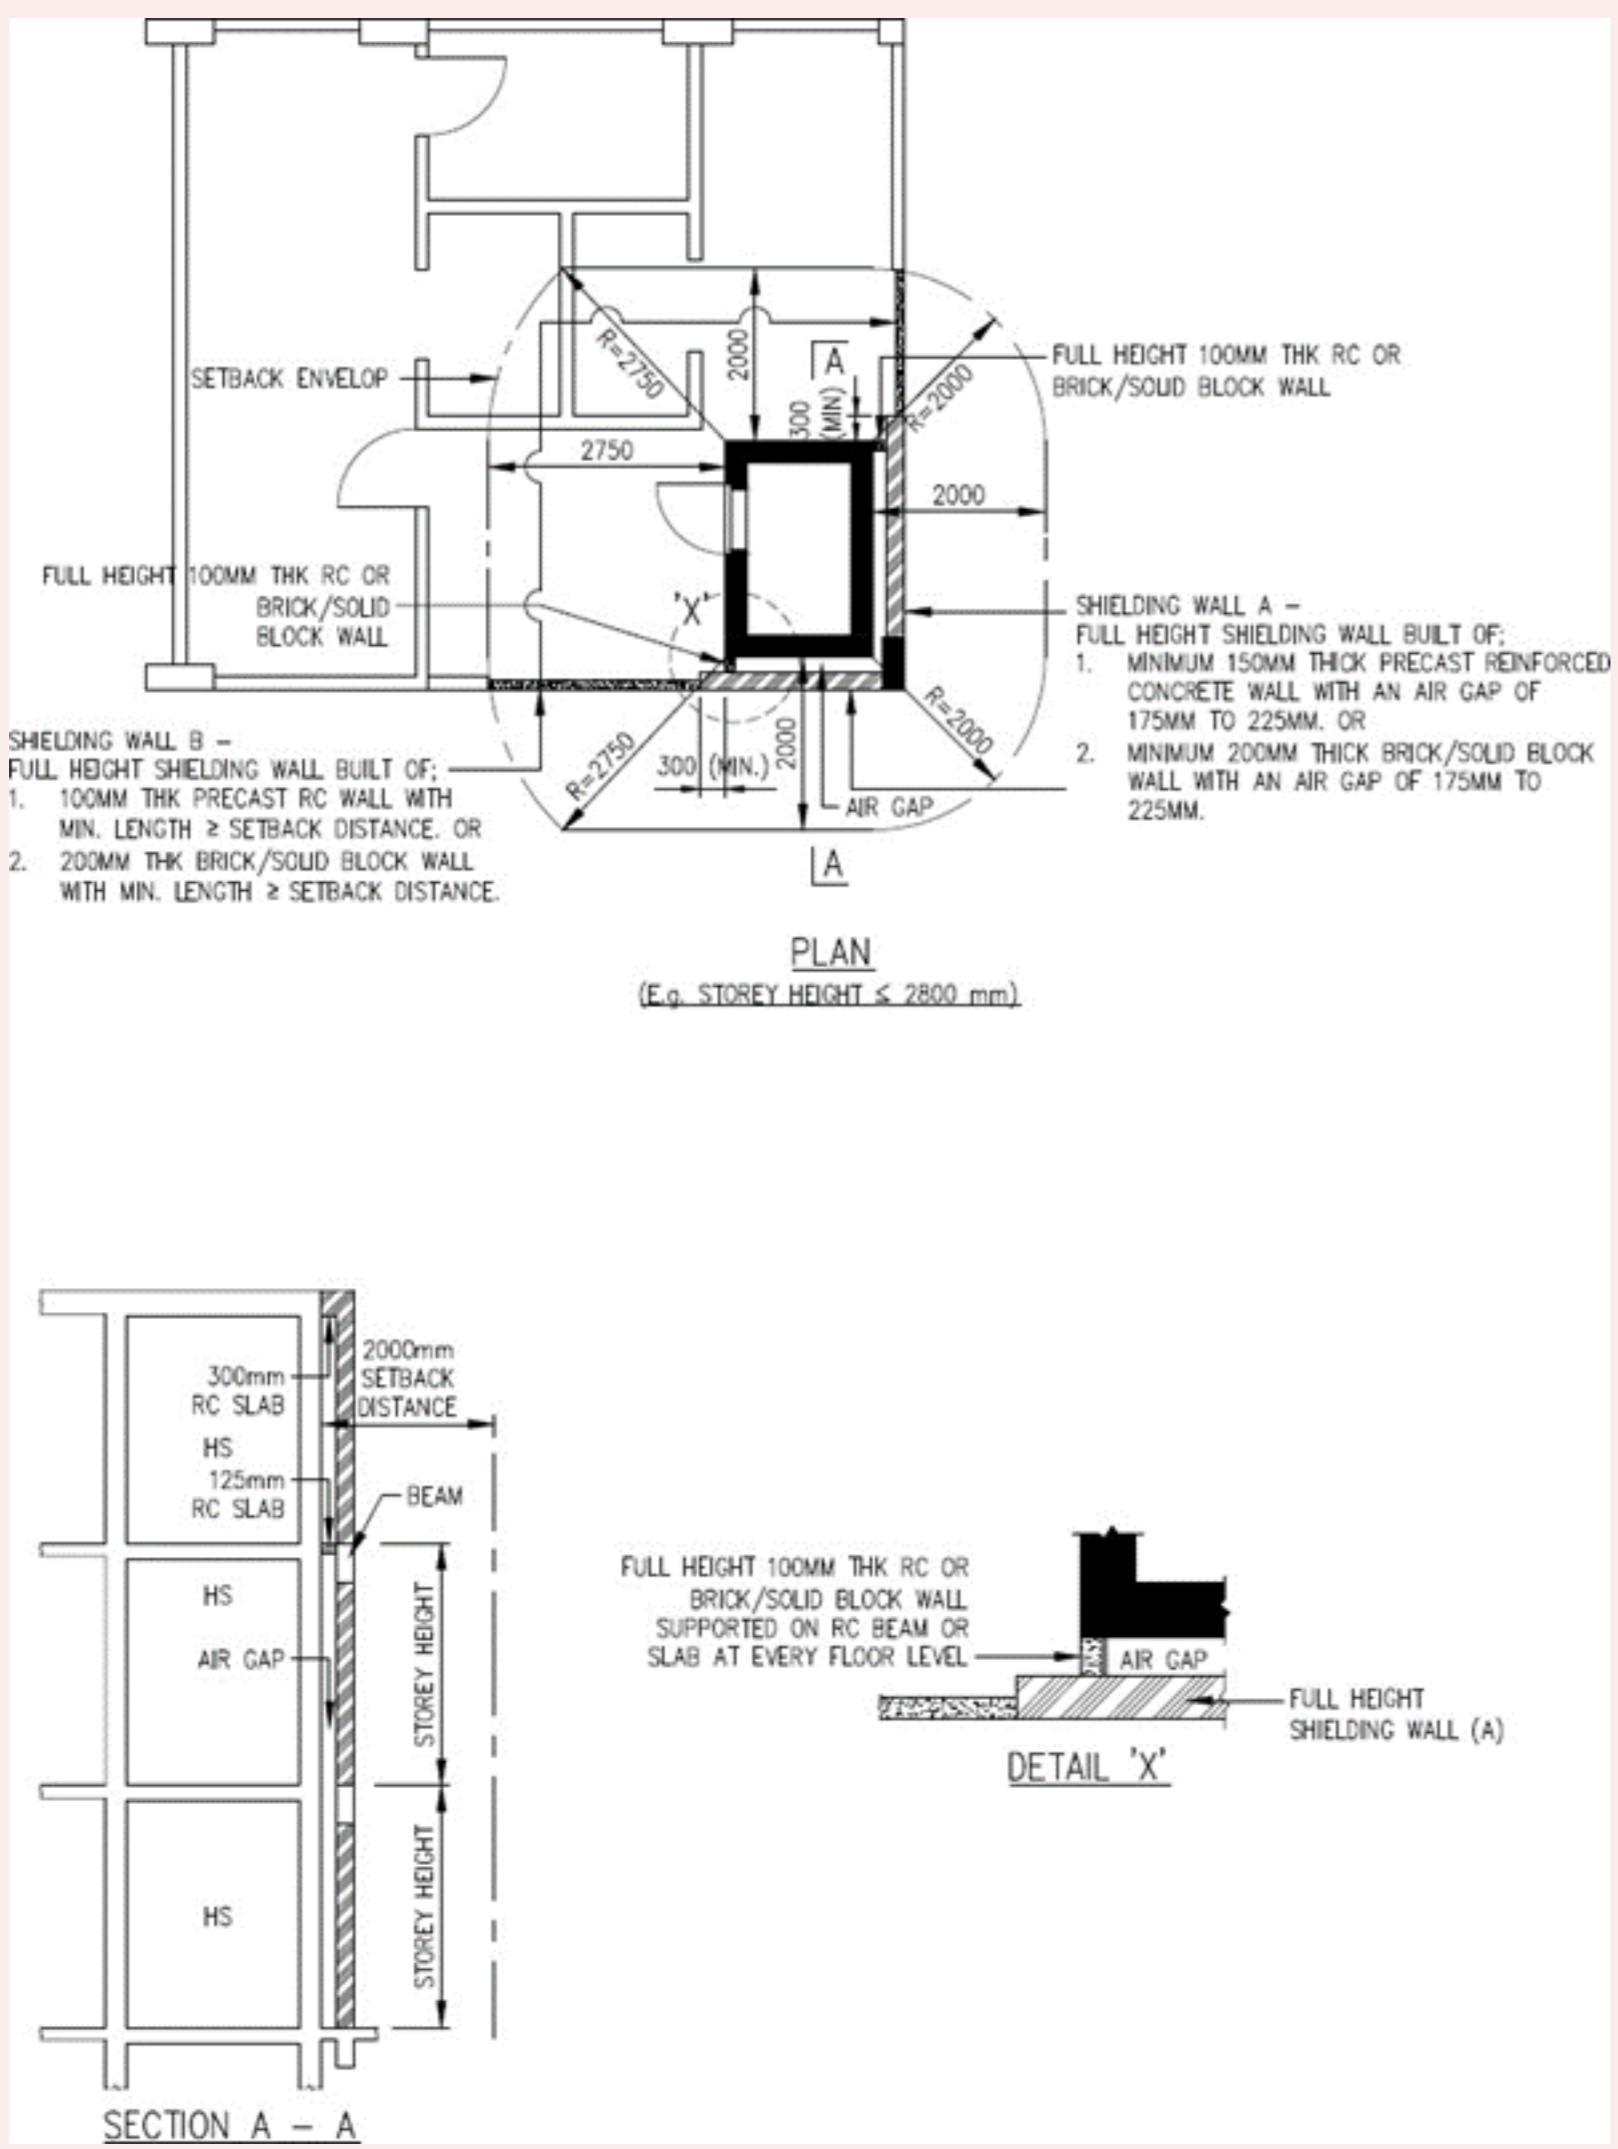 R=2750
2000
A
SETBACK ENVELOP
300
(MIN)
R=2000
FULL HEIGHT 100MM THK RC OR
BRICK/SOLID BLOCK WALL
2750
2000
FULL HEIGHT 100MM THK RC OR
BRICK/SOLID
BLOCK WALL
'X'
SHIELDING WALL A –
FULL HEIGHT SHIELDING WALL BUILT OF;
1. MINIMUM 150MM THICK PRECAST REINFORCED
CONCRETE WALL WITH AN AIR GAP OF
175MM TO 225MM. OR
2. MINIMUM 200MM THICK BRICK/SOLID BLOCK
WALL WITH AN AIR GAP OF 175MM TO
225MM.
SHIELDING WALL B –
FULL HEIGHT SHIELDING WALL BUILT OF;
1. 100MM THK PRECAST RC WALL WITH
MIN. LENGTH ≥ SETBACK DISTANCE. OR
2. 200MM THK BRICK/SOLID BLOCK WALL
WITH MIN. LENGTH ≥ SETBACK DISTANCE.
R=2750
300 (MIN.)
2000
R=2000
AIR GAP
A
PLAN
(E.g. STOREY HEIGHT ≤ 2800 mm)
300mm
RC SLAB
2000mm
SETBACK
DISTANCE
HS
125mm
RC SLAB
BEAM
HS
AIR GAP
STOREY HEIGHT
HS
STOREY HEIGHT
SECTION A – A
FULL HEIGHT 100MM THK RC OR
BRICK/SOLID BLOCK WALL
SUPPORTED ON RC BEAM OR
SLAB AT EVERY FLOOR LEVEL
AIR GAP
FULL HEIGHT
SHIELDING WALL (A)
DETAIL 'X'